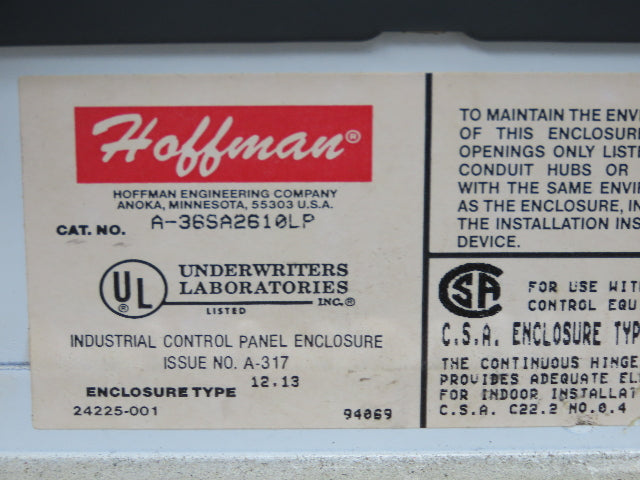 Hoffman®
HOFFMAN ENGINEERING COMPANY
ANOKA, MINNESOTA, 55303 U.S.A.
CAT. NO. A-36SA2610LP
UL®
UNDERWRITERS
LABORATORIES
INC.®
LISTED
INDUSTRIAL CONTROL PANEL ENCLOSURE
ISSUE NO. A-317
ENCLOSURE TYPE 12,13
24225-001 94069
TO MAINTAIN THE ENVI
OF THIS ENCLOSURE
OPENINGS ONLY LIST
CONDUIT HUBS OR
WITH THE SAME ENVI
AS THE ENCLOSURE, IN
THE INSTALLATION INS
DEVICE.
CSA
FOR USE WIT
CONTROL EQU
C.S.A. ENCLOSURE TYP
THE CONTINUOUS HINGE
PROVIDES ADEQUATE EL
FOR INDOOR INSTALLAT
C.S.A. C22.2 NO.0.4